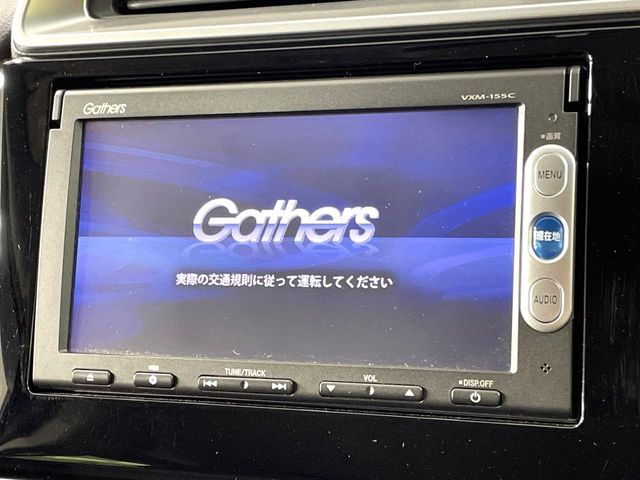 Gathers
VXM-155C
■画質
MENU
Gathers
現在地
実際の交通規則に従って運転してください
AUDIO
TUNE/TRACK
VOL
■DISP.OFF